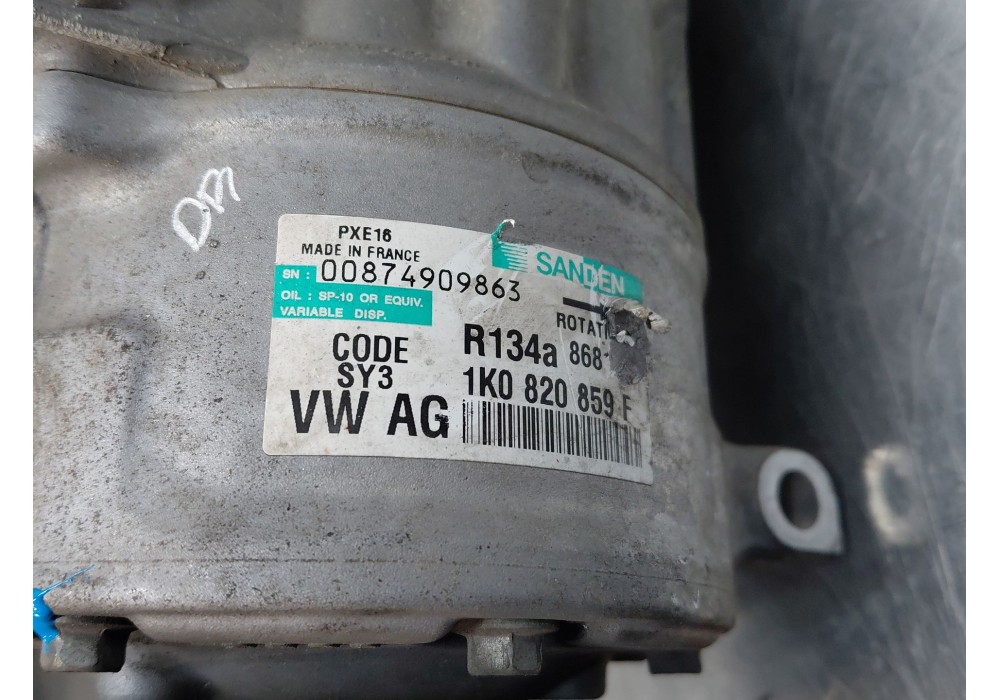 DM
PXE16
MADE IN FRANCE
SANDEN
SN : 00874909863
OIL : SP-10 OR EQUIV.
VARIABLE DISP.
CODE
SY3
R134a
1K0 820 859 F
VW AG